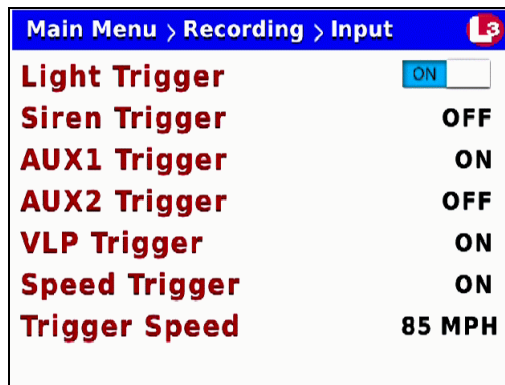 Main Menu > Recording > Input L3
Light Trigger ON
Siren Trigger OFF
AUX1 Trigger ON
AUX2 Trigger OFF
VLP Trigger ON
Speed Trigger ON
Trigger Speed 85 MPH